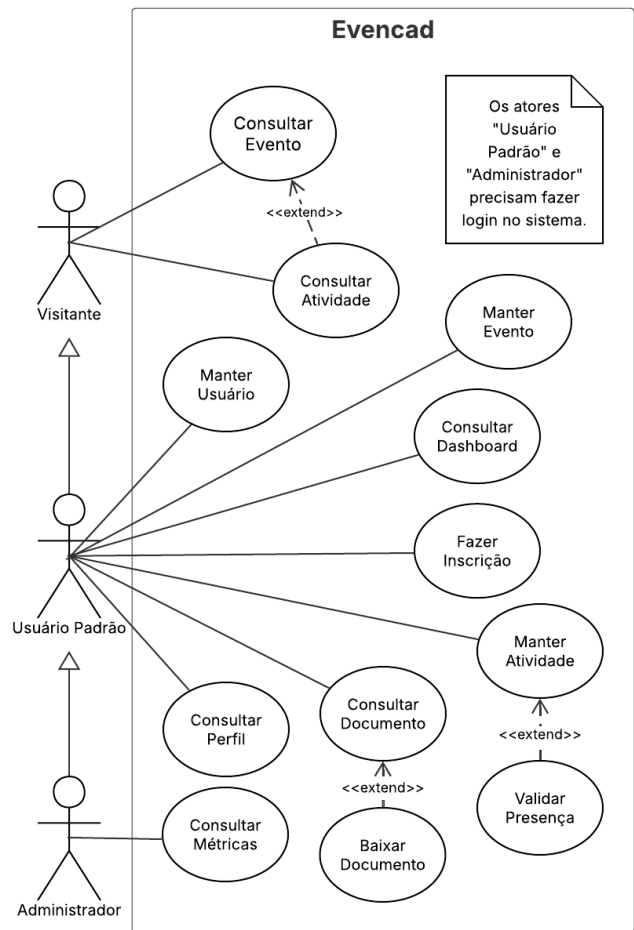 Evencad
Consultar
Evento
Os atores
"Usuário
Padrão" e
"Administrador"
precisam fazer
login no sistema.
<<extend>>
Consultar
Atividade
Visitante
Manter
Evento
Manter
Usuário
Consultar
Dashboard
Fazer
Inscrição
Usuário Padrão
Manter
Atividade
Consultar
Perfil
Consultar
Documento
<<extend>>
<<extend>>
Consultar
Métricas
Baixar
Documento
Validar
Presença
Administrador